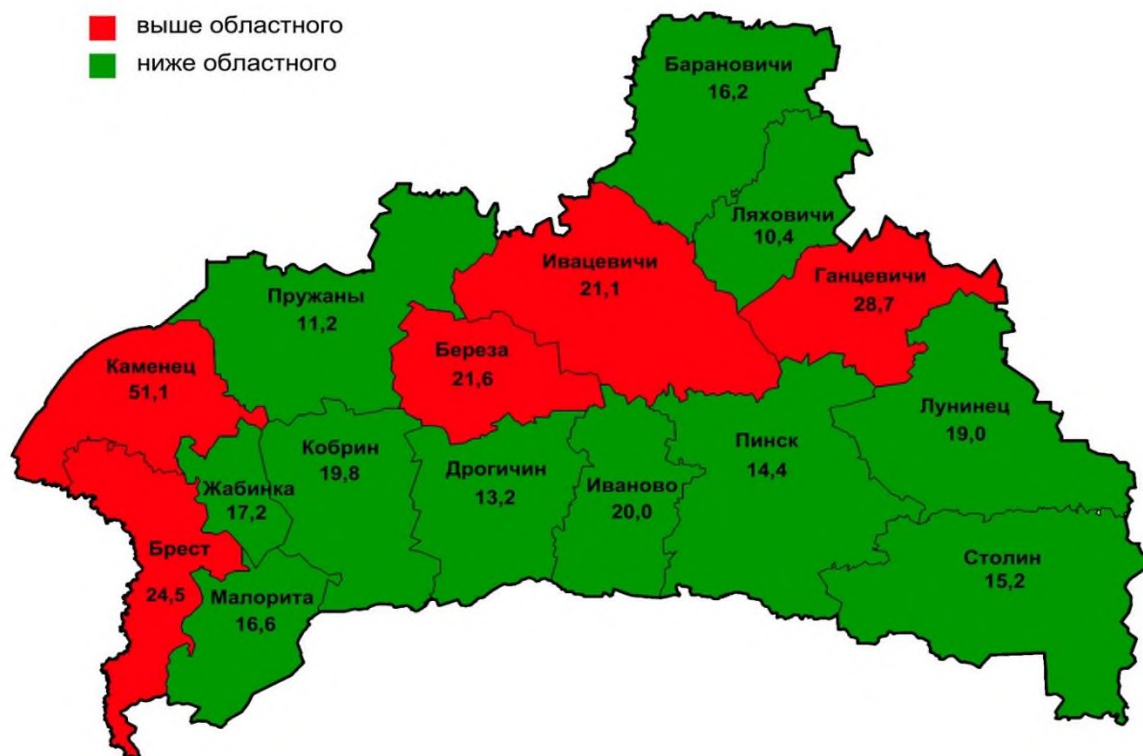 выше областного
ниже областного
Барановичи
16,2
Ляховичи
10,4
Ивацевичи
21,1
Ганцевичи
28,7
Пружаны
11,2
Береза
21,6
Каменец
51,1
Лунинец
19,0
Кобрин
19,8
Пинск
14,4
Дрогичин
13,2
Иваново
20,0
Жабинка
17,2
Брест
24,5
Столин
15,2
Малорита
16,6